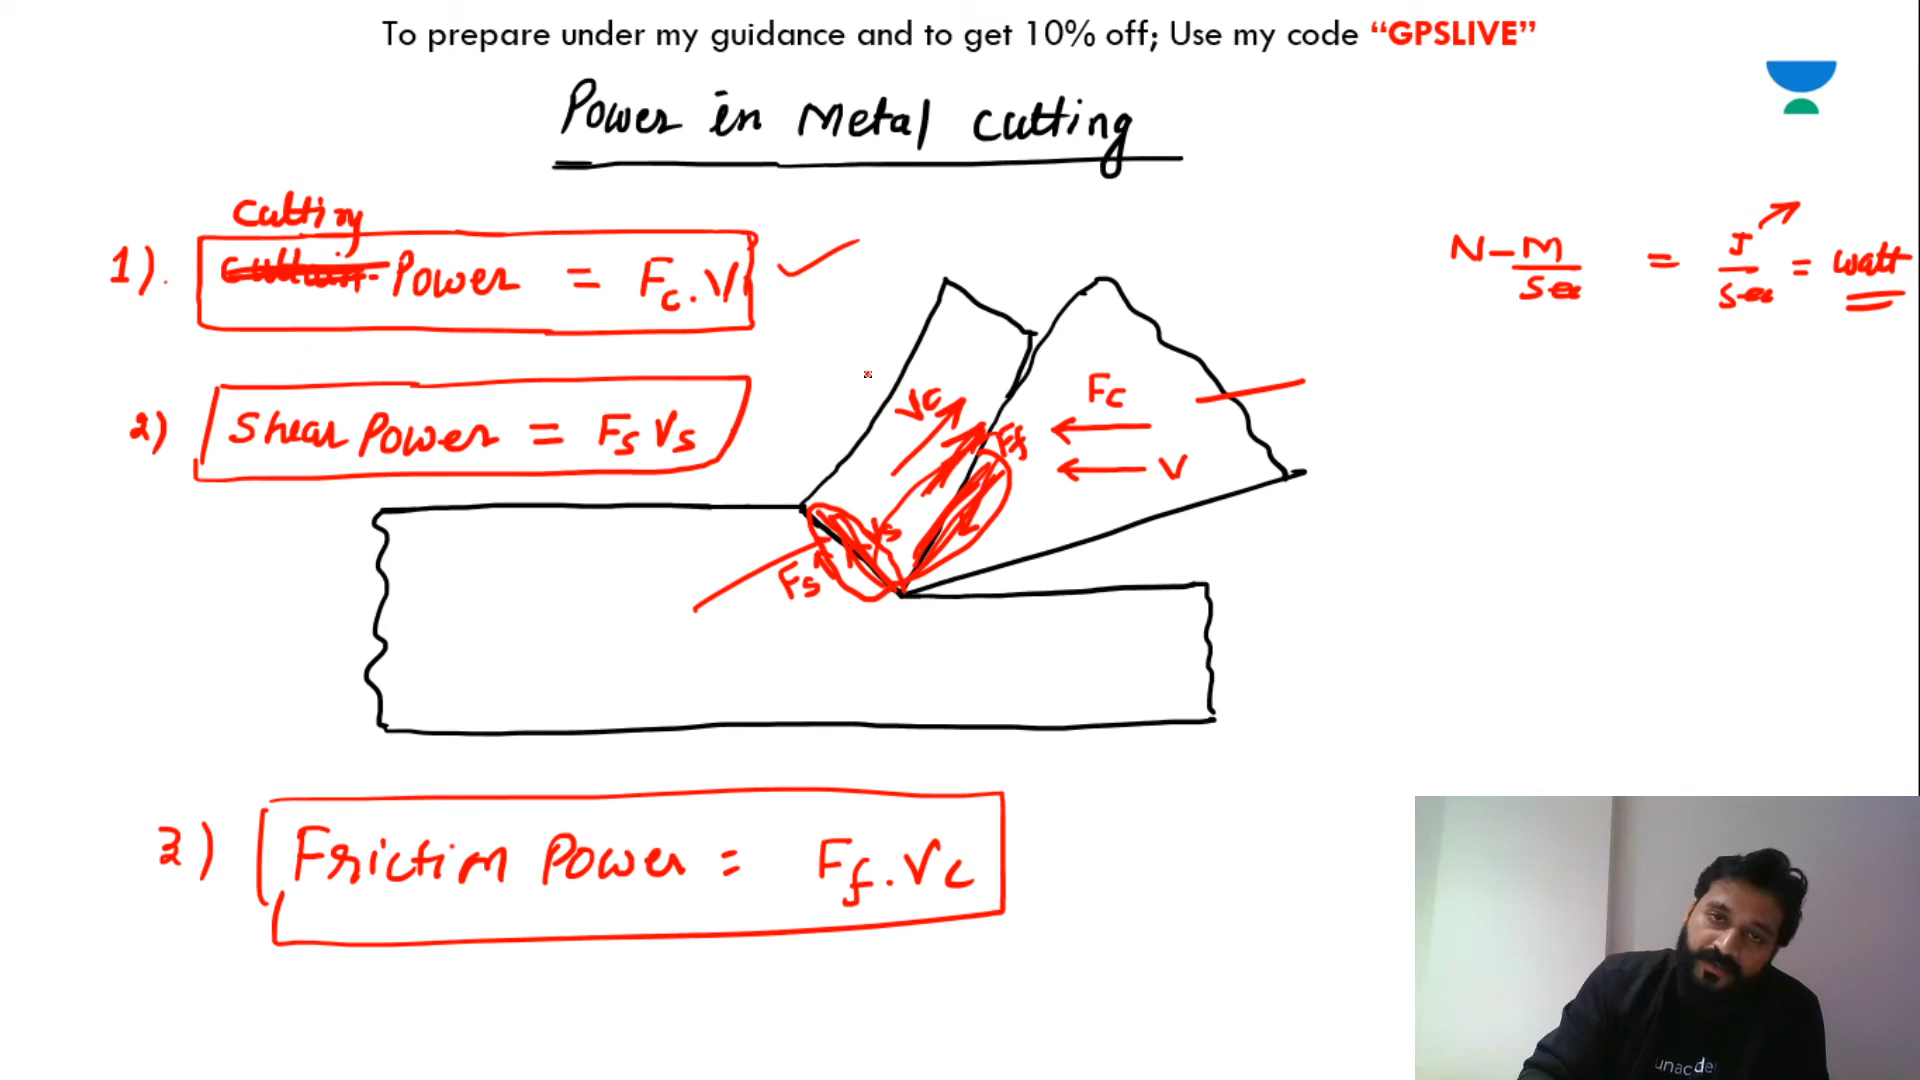 To prepare under my guidance and to get 10% off; Use my code “GPSLIVE”
Power in Metal cutting
Cutting
1). Power = Fc.V
N-M/Sec = J/Sec = watt
2) Shear Power = Fs Vs
Fc
Vc
Ff
V
Vs
Fs
3) Friction Power = Ff.Vc
unacade